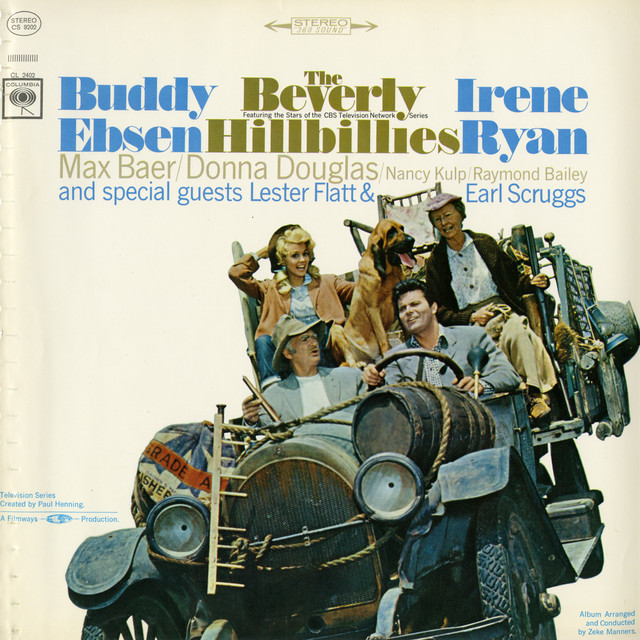 STEREO
CS 9202
STEREO
"360 SOUND"
CL 2402
COLUMBIA
The
Buddy Beverly Irene
Featuring the Stars of the CBS Television Network Series
Ebsen Hillbillies Ryan
Max Baer/Donna Douglas/Nancy Kulp/Raymond Bailey
and special guests Lester Flatt & Earl Scruggs
GRADE A
Television Series
Created by Paul Henning.
A Filmways Production.
Album Arranged
and Conducted
by Zeke Manners.